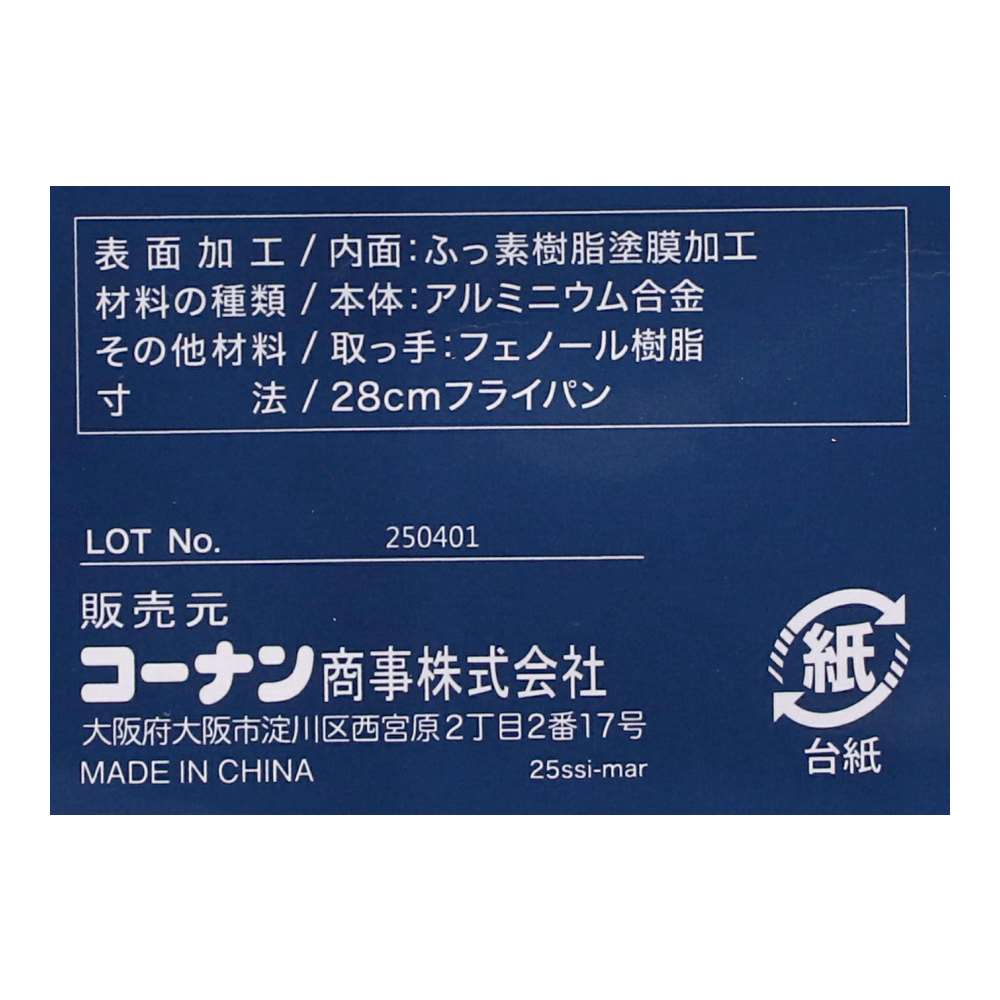 表面加工/内面:ふっ素樹脂塗膜加工
材料の種類/本体:アルミニウム合金
その他材料/取っ手:フェノール樹脂
寸法/28cmフライパン
LOT No. 250401
販売元
コーナン商事株式会社
大阪府大阪市淀川区西宮原2丁目2番17号
MADE IN CHINA 25ssi-mar
紙
台紙